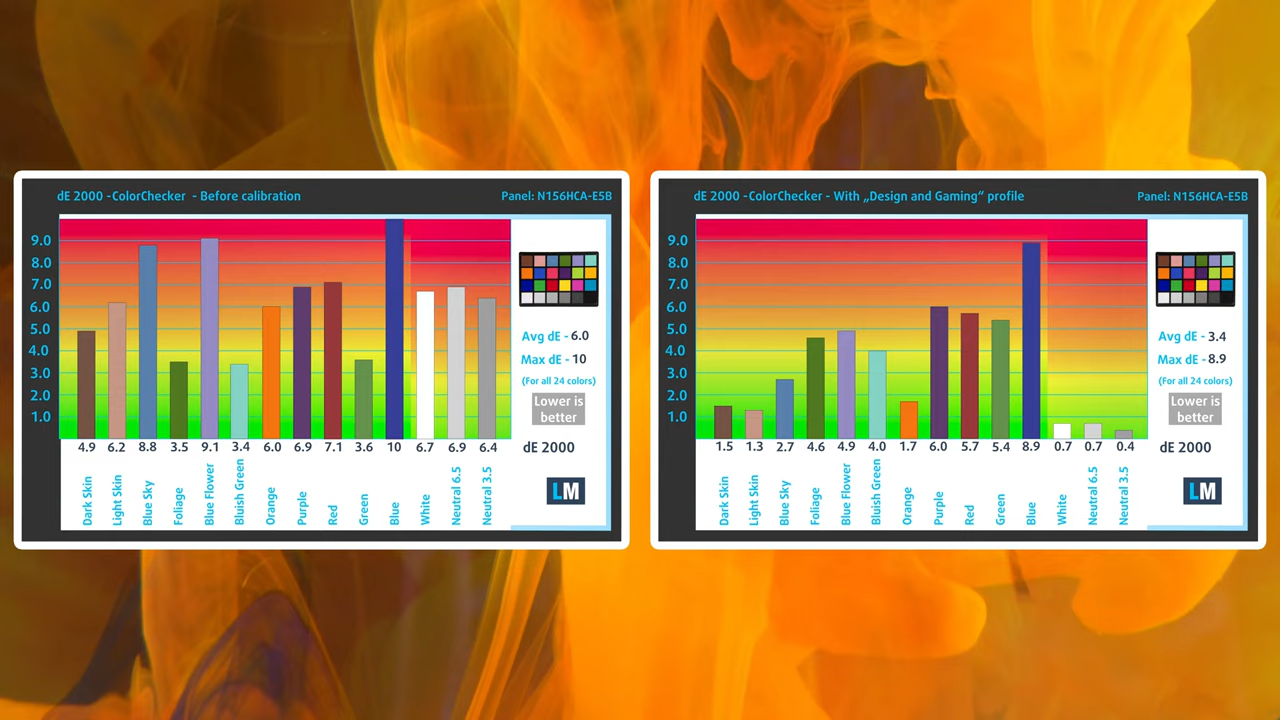 dE 2000 -ColorChecker - Before calibration
Panel: N156HCA-E5B
9.0
8.0
7.0
6.0
5.0
4.0
3.0
2.0
1.0
4.9 6.2 8.8 3.5 9.1 3.4 6.0 6.9 7.1 3.6 10 6.7 6.9 6.4
Dark Skin
Light Skin
Blue Sky
Foliage
Blue Flower
Bluish Green
Orange
Purple
Red
Green
Blue
White
Neutral 6.5
Neutral 3.5
Avg dE - 6.0
Max dE - 10
(For all 24 colors)
Lower is
better
dE 2000
LM
dE 2000 -ColorChecker - With „Design and Gaming“ profile
Panel: N156HCA-E5B
9.0
8.0
7.0
6.0
5.0
4.0
3.0
2.0
1.0
1.5 1.3 2.7 4.6 4.9 4.0 1.7 6.0 5.7 5.4 8.9 0.7 0.7 0.4
Dark Skin
Light Skin
Blue Sky
Foliage
Blue Flower
Bluish Green
Orange
Purple
Red
Green
Blue
White
Neutral 6.5
Neutral 3.5
Avg dE - 3.4
Max dE - 8.9
(For all 24 colors)
Lower is
better
dE 2000
LM